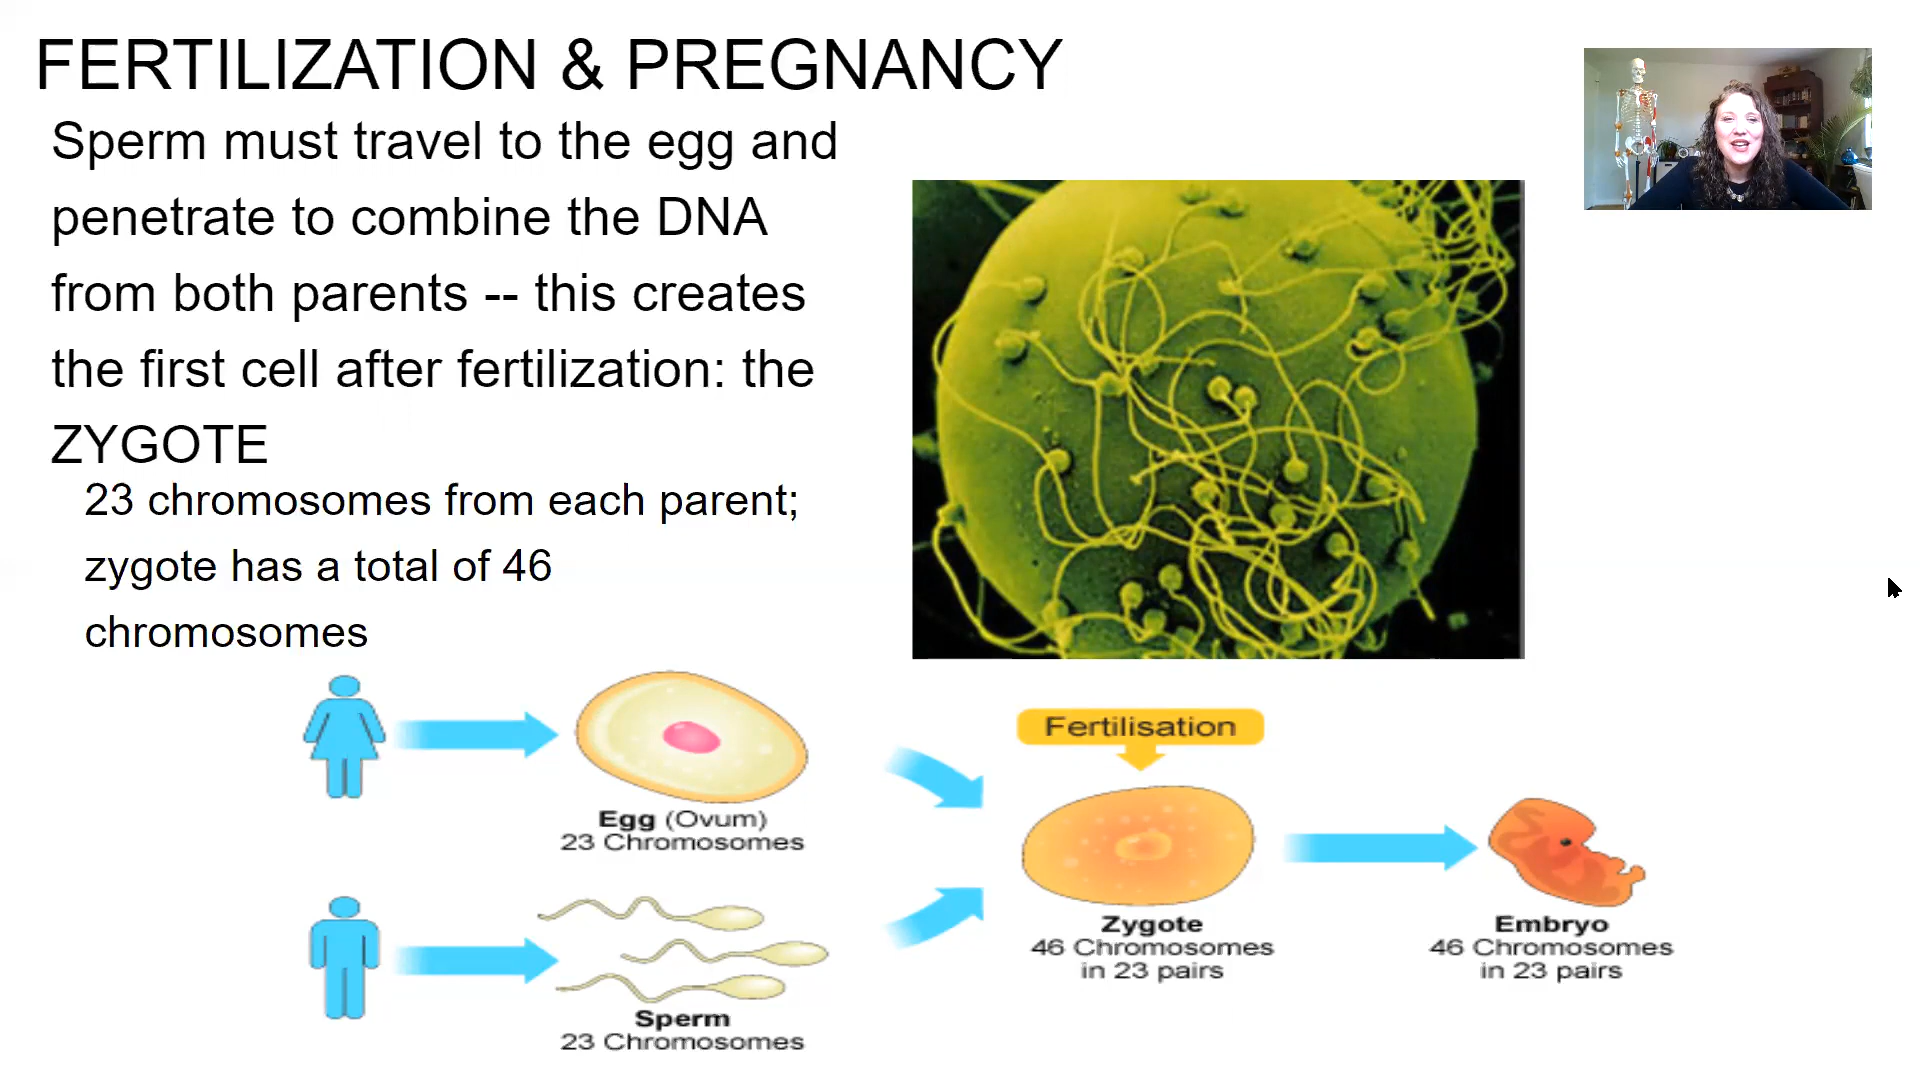 FERTILIZATION & PREGNANCY
Sperm must travel to the egg and
penetrate to combine the DNA
from both parents -- this creates
the first cell after fertilization: the
ZYGOTE
23 chromosomes from each parent;
zygote has a total of 46
chromosomes
Egg (Ovum)
23 Chromosomes
Sperm
23 Chromosomes
Fertilisation
Zygote
46 Chromosomes
in 23 pairs
Embryo
46 Chromosomes
in 23 pairs